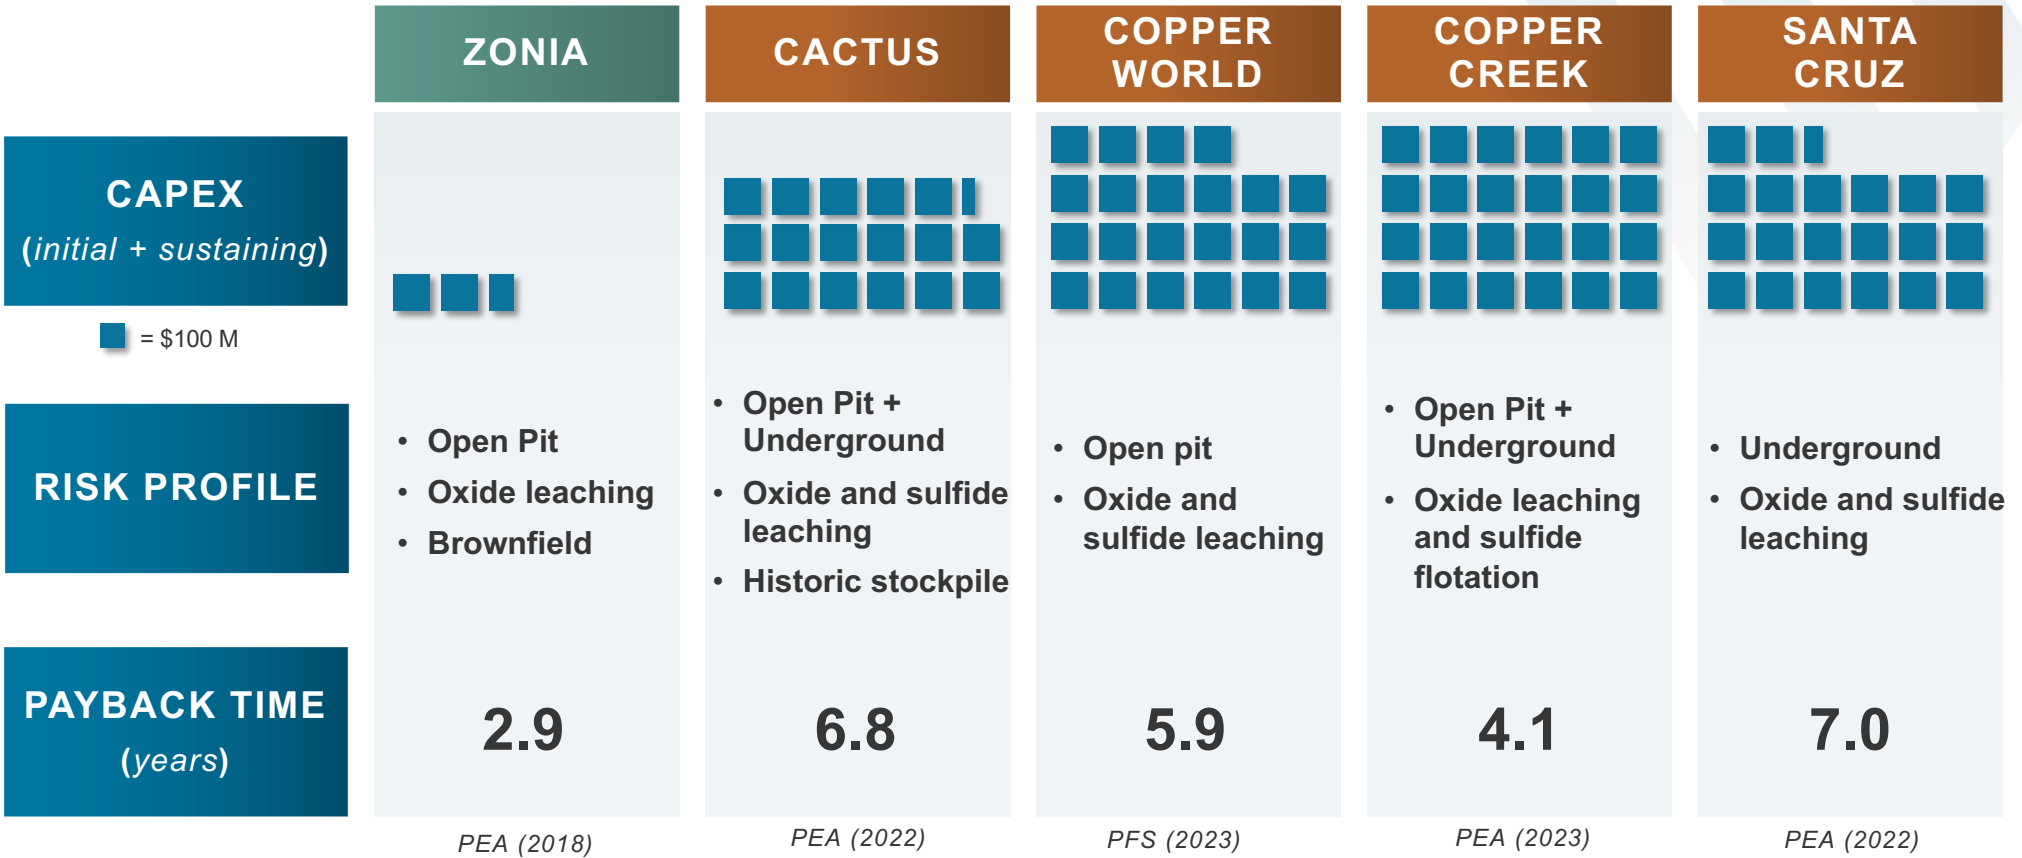 ZONIA
CACTUS
COPPER
WORLD
COPPER
CREEK
SANTA
CRUZ
CAPEX
(initial + sustaining)
= $100 M
RISK PROFILE
• Open Pit
• Oxide leaching
• Brownfield
• Open Pit +
Underground
• Oxide and sulfide
leaching
• Historic stockpile
• Open pit
• Oxide and
sulfide leaching
• Open Pit +
Underground
• Oxide leaching
and sulfide
flotation
• Underground
• Oxide and sulfide
leaching
PAYBACK TIME
(years)
2.9
6.8
5.9
4.1
7.0
PEA (2018)
PEA (2022)
PFS (2023)
PEA (2023)
PEA (2022)